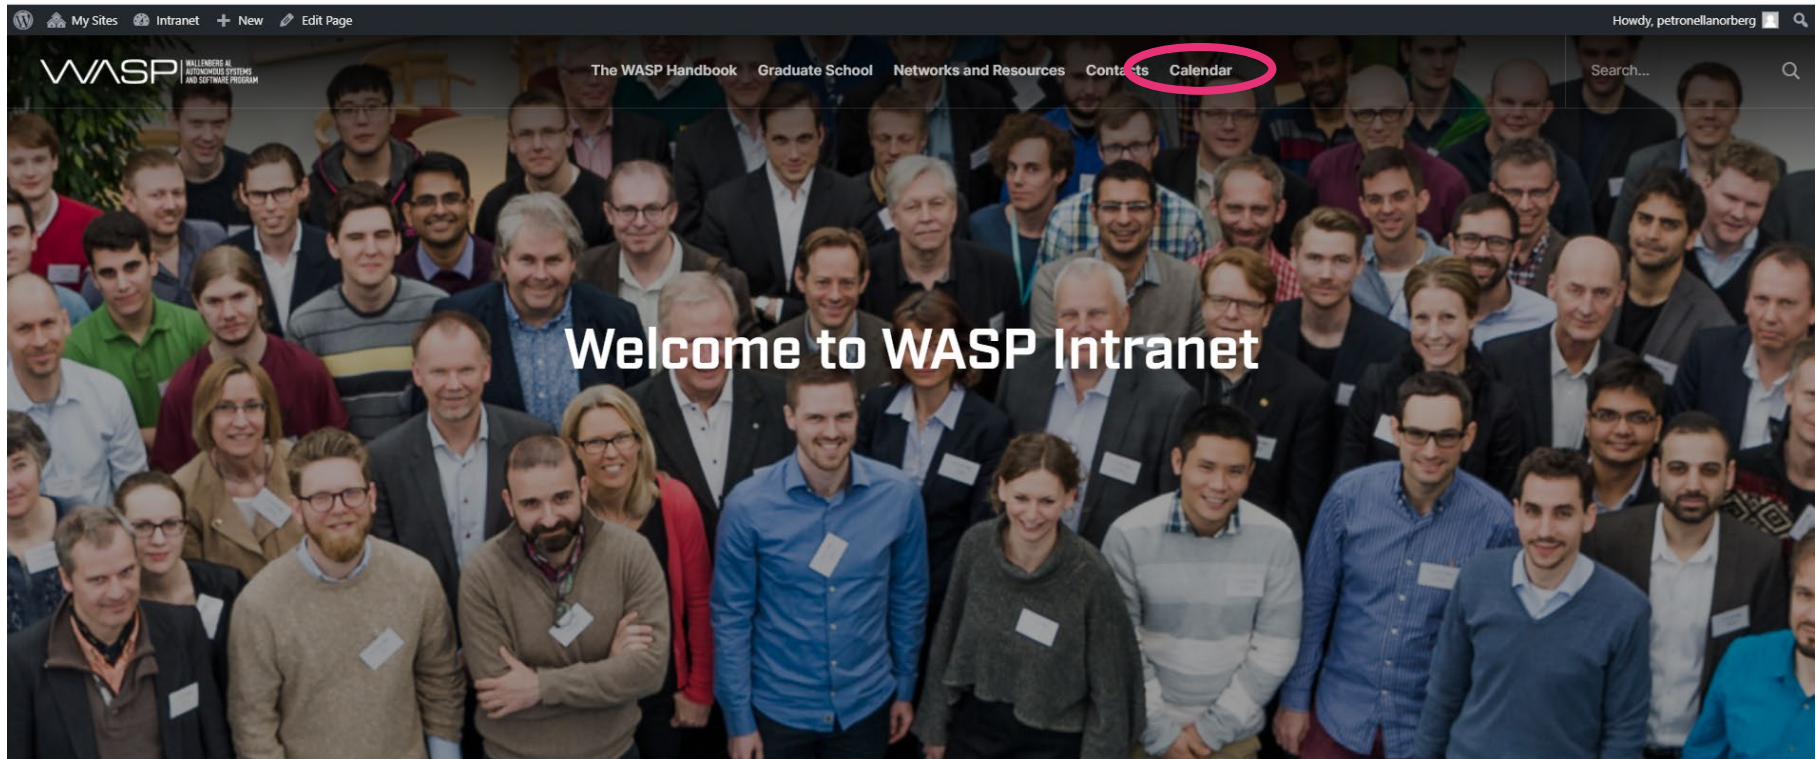 My Sites Intranet New Edit Page Howdy, petronellanorberg
WASP WALLENBERG AI,
AUTONOMOUS SYSTEMS
AND SOFTWARE PROGRAM
The WASP Handbook Graduate School Networks and Resources Contacts Calendar Search...
Welcome to WASP Intranet